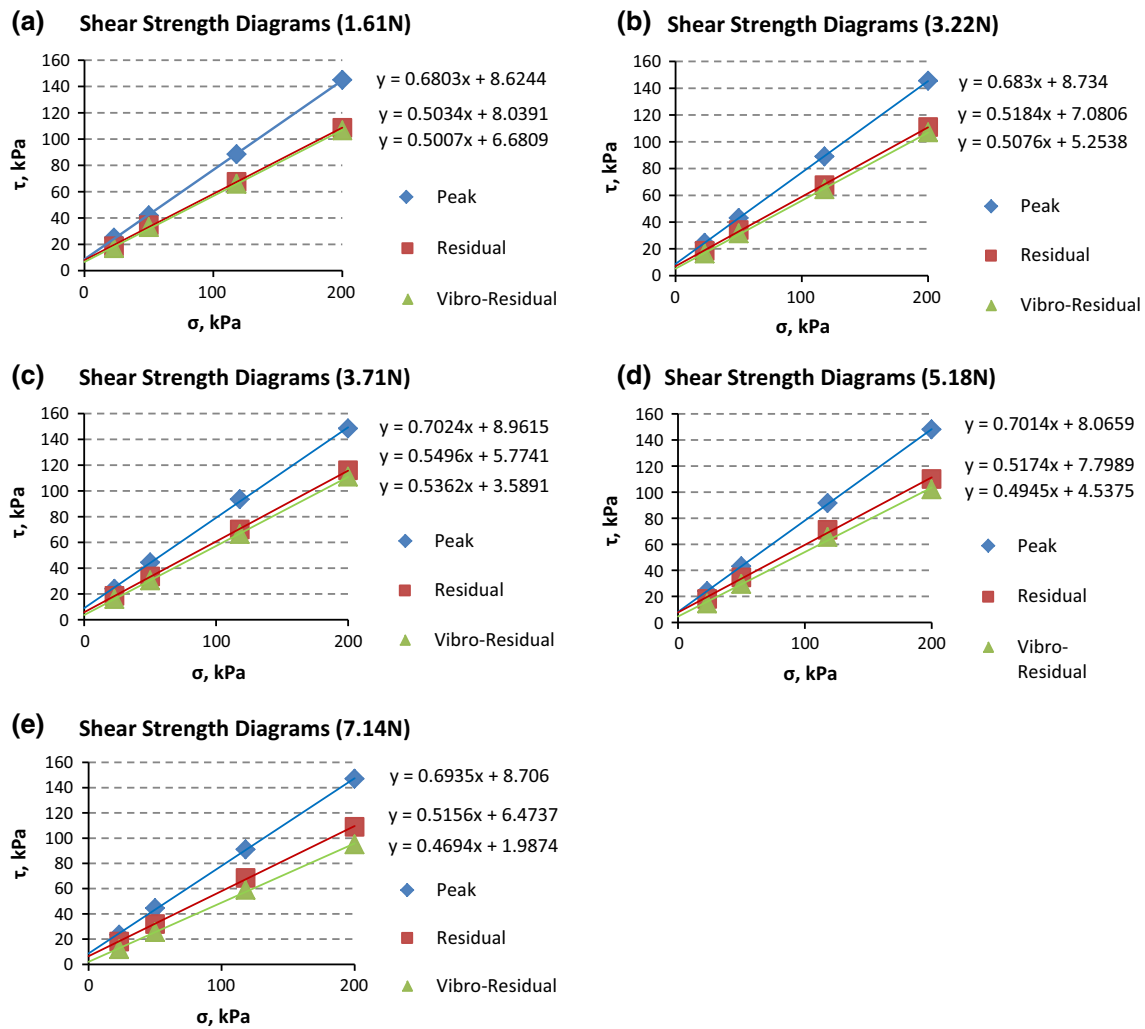 (a) Shear Strength Diagrams (1.61N)
160
140
120
100
80
60
40
20
0
τ, kPa
0 100 200
σ, kPa
y = 0.6803x + 8.6244
y = 0.5034x + 8.0391
y = 0.5007x + 6.6809
Peak
Residual
Vibro-Residual
(b) Shear Strength Diagrams (3.22N)
160
140
120
100
80
60
40
20
0
τ, kPa
0 100 200
σ, kPa
y = 0.683x + 8.734
y = 0.5184x + 7.0806
y = 0.5076x + 5.2538
Peak
Residual
Vibro-Residual
(c) Shear Strength Diagrams (3.71N)
160
140
120
100
80
60
40
20
0
τ, kPa
0 100 200
σ, kPa
y = 0.7024x + 8.9615
y = 0.5496x + 5.7741
y = 0.5362x + 3.5891
Peak
Residual
Vibro-Residual
(d) Shear Strength Diagrams (5.18N)
160
140
120
100
80
60
40
20
0
τ, kPa
0 100 200
σ, kPa
y = 0.7014x + 8.0659
y = 0.5174x + 7.7989
y = 0.4945x + 4.5375
Peak
Residual
Vibro-
Residual
(e) Shear Strength Diagrams (7.14N)
160
140
120
100
80
60
40
20
0
τ, kPa
0 100 200
σ, kPa
y = 0.6935x + 8.706
y = 0.5156x + 6.4737
y = 0.4694x + 1.9874
Peak
Residual
Vibro-Residual